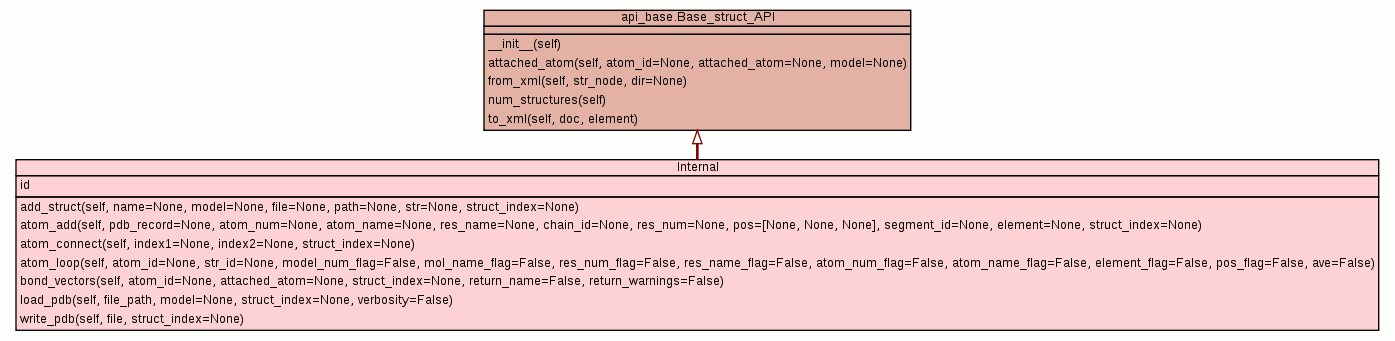 api_base.Base_struct_API
__init__(self)
attached_atom(self, atom_id=None, attached_atom=None, model=None)
from_xml(self, str_node, dir=None)
num_structures(self)
to_xml(self, doc, element)
Internal
id
add_struct(self, name=None, model=None, file=None, path=None, str=None, struct_index=None)
atom_add(self, pdb_record=None, atom_num=None, atom_name=None, res_name=None, chain_id=None, res_num=None, pos=[None, None, None], segment_id=None, element=None, struct_index=None)
atom_connect(self, index1=None, index2=None, struct_index=None)
atom_loop(self, atom_id=None, str_id=None, model_num_flag=False, mol_name_flag=False, res_num_flag=False, res_name_flag=False, atom_num_flag=False, atom_name_flag=False, element_flag=False, pos_flag=False, ave=False)
bond_vectors(self, atom_id=None, attached_atom=None, struct_index=None, return_name=False, return_warnings=False)
load_pdb(self, file_path, model=None, struct_index=None, verbosity=False)
write_pdb(self, file, struct_index=None)